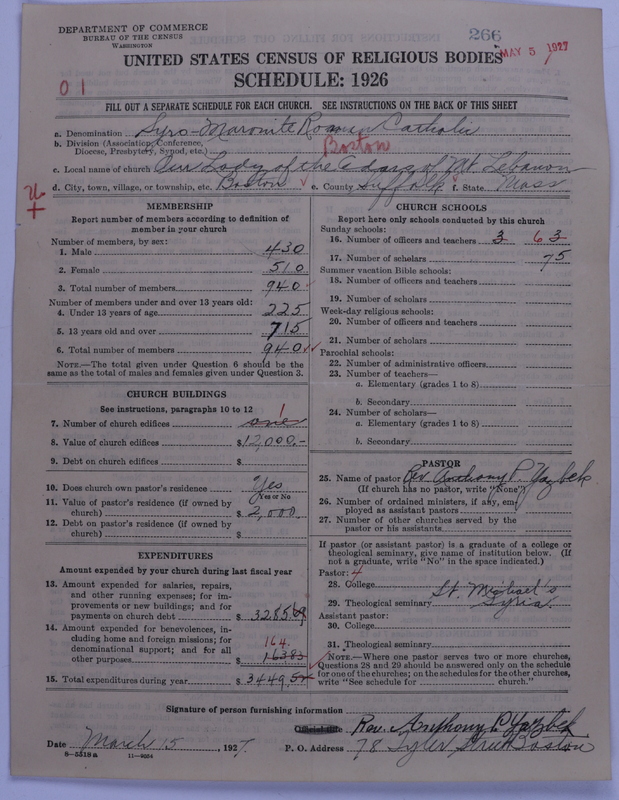 DEPARTMENT OF COMMERCE
BUREAU OF THE CENSUS
WASHINGTON
266
MAY 5 1927
UNITED STATES CENSUS OF RELIGIOUS BODIES
SCHEDULE: 1926
0 1
FILL OUT A SEPARATE SCHEDULE FOR EACH CHURCH. SEE INSTRUCTIONS ON THE BACK OF THIS SHEET
a. Denomination Syro-Maronite Roman Catholic
b. Division (Association, Conference, Diocese, Presbytery, Synod, etc.) Boston
c. Local name of church Our Lady of the Cedars of Mt. Lebanon
d. City, town, village, or township, etc. Boston e. County Suffolk f. State Mass
MEMBERSHIP
Report number of members according to definition of member in your church
Number of members, by sex:
1. Male 430
2. Female 510
3. Total number of members 940
Number of members under and over 13 years old:
4. Under 13 years of age 225
5. 13 years old and over 715
6. Total number of members 940
NOTE.—The total given under Question 6 should be the same as the total of males and females given under Question 3.
CHURCH BUILDINGS
See instructions, paragraphs 10 to 12
1
7. Number of church edifices one
8. Value of church edifices $12,000.-
9. Debt on church edifices $
10. Does church own pastor's residence Yes
Yes or No
11. Value of pastor's residence (if owned by church) $ 2,000.
12. Debt on pastor's residence (if owned by church) $
EXPENDITURES
Amount expended by your church during last fiscal year
13. Amount expended for salaries, repairs, and other running expenses; for improvements or new buildings; and for payments on church debt $ 3285.69
14. Amount expended for benevolences, including home and foreign missions; for denominational support; and for all other purposes $ 163.83
164
15. Total expenditures during year $ 3449.52
CHURCH SCHOOLS
Report here only schools conducted by this church
Sunday schools:
16. Number of officers and teachers 3 6 3
17. Number of scholars 75
Summer vacation Bible schools:
18. Number of officers and teachers
19. Number of scholars
Week-day religious schools:
20. Number of officers and teachers
21. Number of scholars
Parochial schools:
22. Number of administrative officers
23. Number of teachers—
a. Elementary (grades 1 to 8)
b. Secondary
24. Number of scholars—
a. Elementary (grades 1 to 8)
b. Secondary
PASTOR
25. Name of pastor Rev. Anthony P. Yazbek
(If church has no pastor, write "None")
26. Number of ordained ministers, if any, employed as assistant pastors
27. Number of other churches served by the pastor or his assistants
If pastor (or assistant pastor) is a graduate of a college or theological seminary, give name of institution below. (If not a graduate, write "No" in the space indicated.)
Pastor: 4
28. College
29. Theological seminary St. Michael's Syria.
Assistant pastor:
30. College
31. Theological seminary
NOTE.—Where one pastor serves two or more churches, Questions 28 and 29 should be answered only on the schedule for one of the churches; on the schedules for the other churches, write "See schedule for church."
Signature of person furnishing information Rev. Anthony P. Yazbek
Official title
Date March 15, 1927. P. O. Address 78 Tyler Street Boston
8-5518 a 11-9084